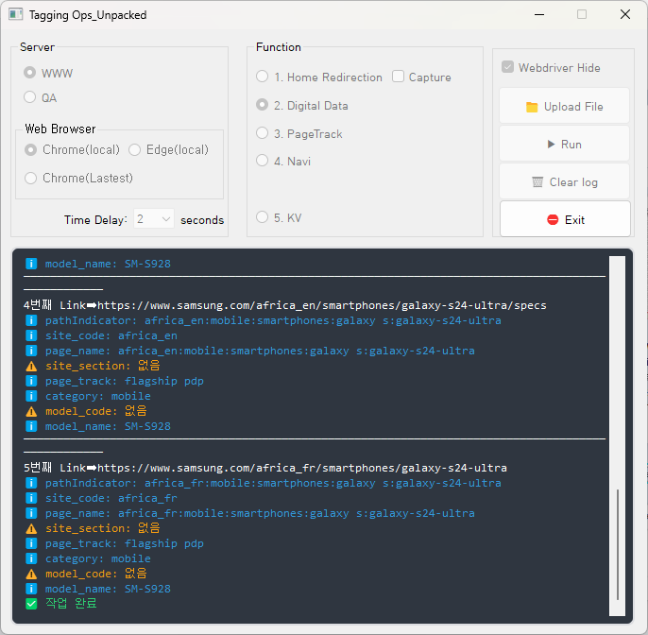 Tagging Ops_Unpacked
Server
WWW
QA
Web Browser
Chrome(local) Edge(local)
Chrome(Lastest)
Time Delay: 2 seconds
Function
1. Home Redirection Capture
2. Digital Data
3. PageTrack
4. Navi
5. KV
Webdriver Hide
Upload File
Run
Clear log
Exit
model_name: SM-S928
4번째 Link➡https://www.samsung.com/africa_en/smartphones/galaxy-s24-ultra/specs
pathIndicator: africa_en:mobile:smartphones:galaxy s:galaxy-s24-ultra
site_code: africa_en
page_name: africa_en:mobile:smartphones:galaxy s:galaxy-s24-ultra
site_section: 없음
page_track: flagship pdp
category: mobile
model_code: 없음
model_name: SM-S928
5번째 Link➡https://www.samsung.com/africa_fr/smartphones/galaxy-s24-ultra
pathIndicator: africa_fr:mobile:smartphones:galaxy s:galaxy-s24-ultra
site_code: africa_fr
page_name: africa_fr:mobile:smartphones:galaxy s:galaxy-s24-ultra
site_section: 없음
page_track: flagship pdp
category: mobile
model_code: 없음
model_name: SM-S928
작업 완료